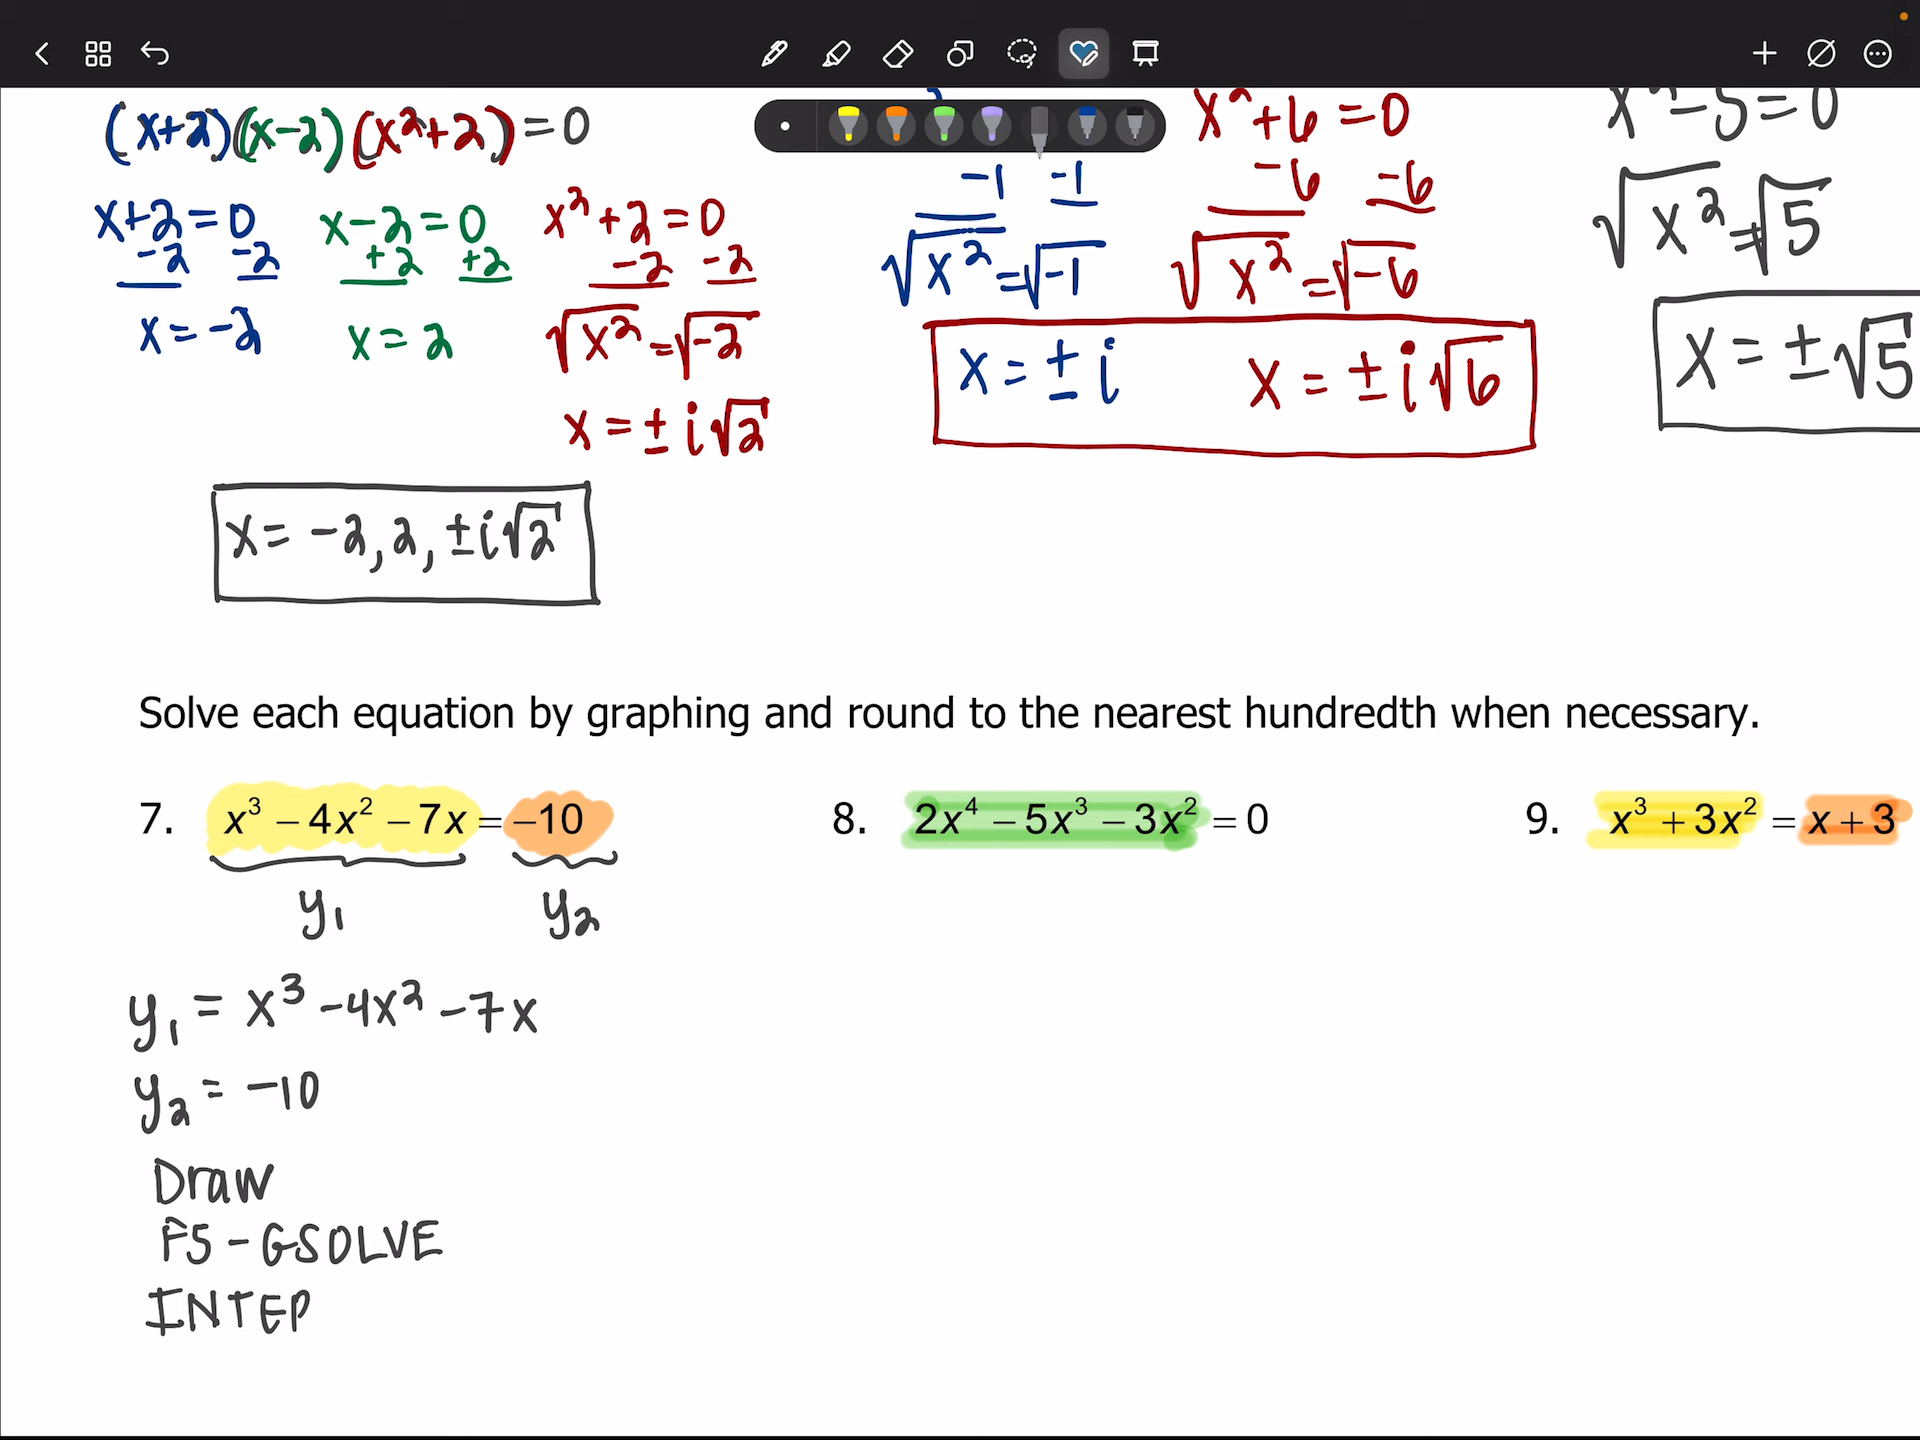 (x+2)(x-2)(x²+2)=0
x+2=0 x-2=0 x²+2=0
-2 -2 +2 +2 -2 -2
x=-2 x=2 √x²=√-2
x=±i√2
x=-2,2,±i√2
-1 -1
√x²=√-1
x=±i
x²+6=0
-6 -6
√x²=√-6
x=±i√6
x²-5=0
√x²=√5
x=±√5
Solve each equation by graphing and round to the nearest hundredth when necessary.
7. x³ – 4x² – 7x = –10
y₁ y₂
y₁ = x³ -4x² -7x
y₂ = -10
Draw
F5-GSOLVE
INTEP
8. 2x⁴ – 5x³ – 3x² = 0
9. x³ + 3x² = x + 3